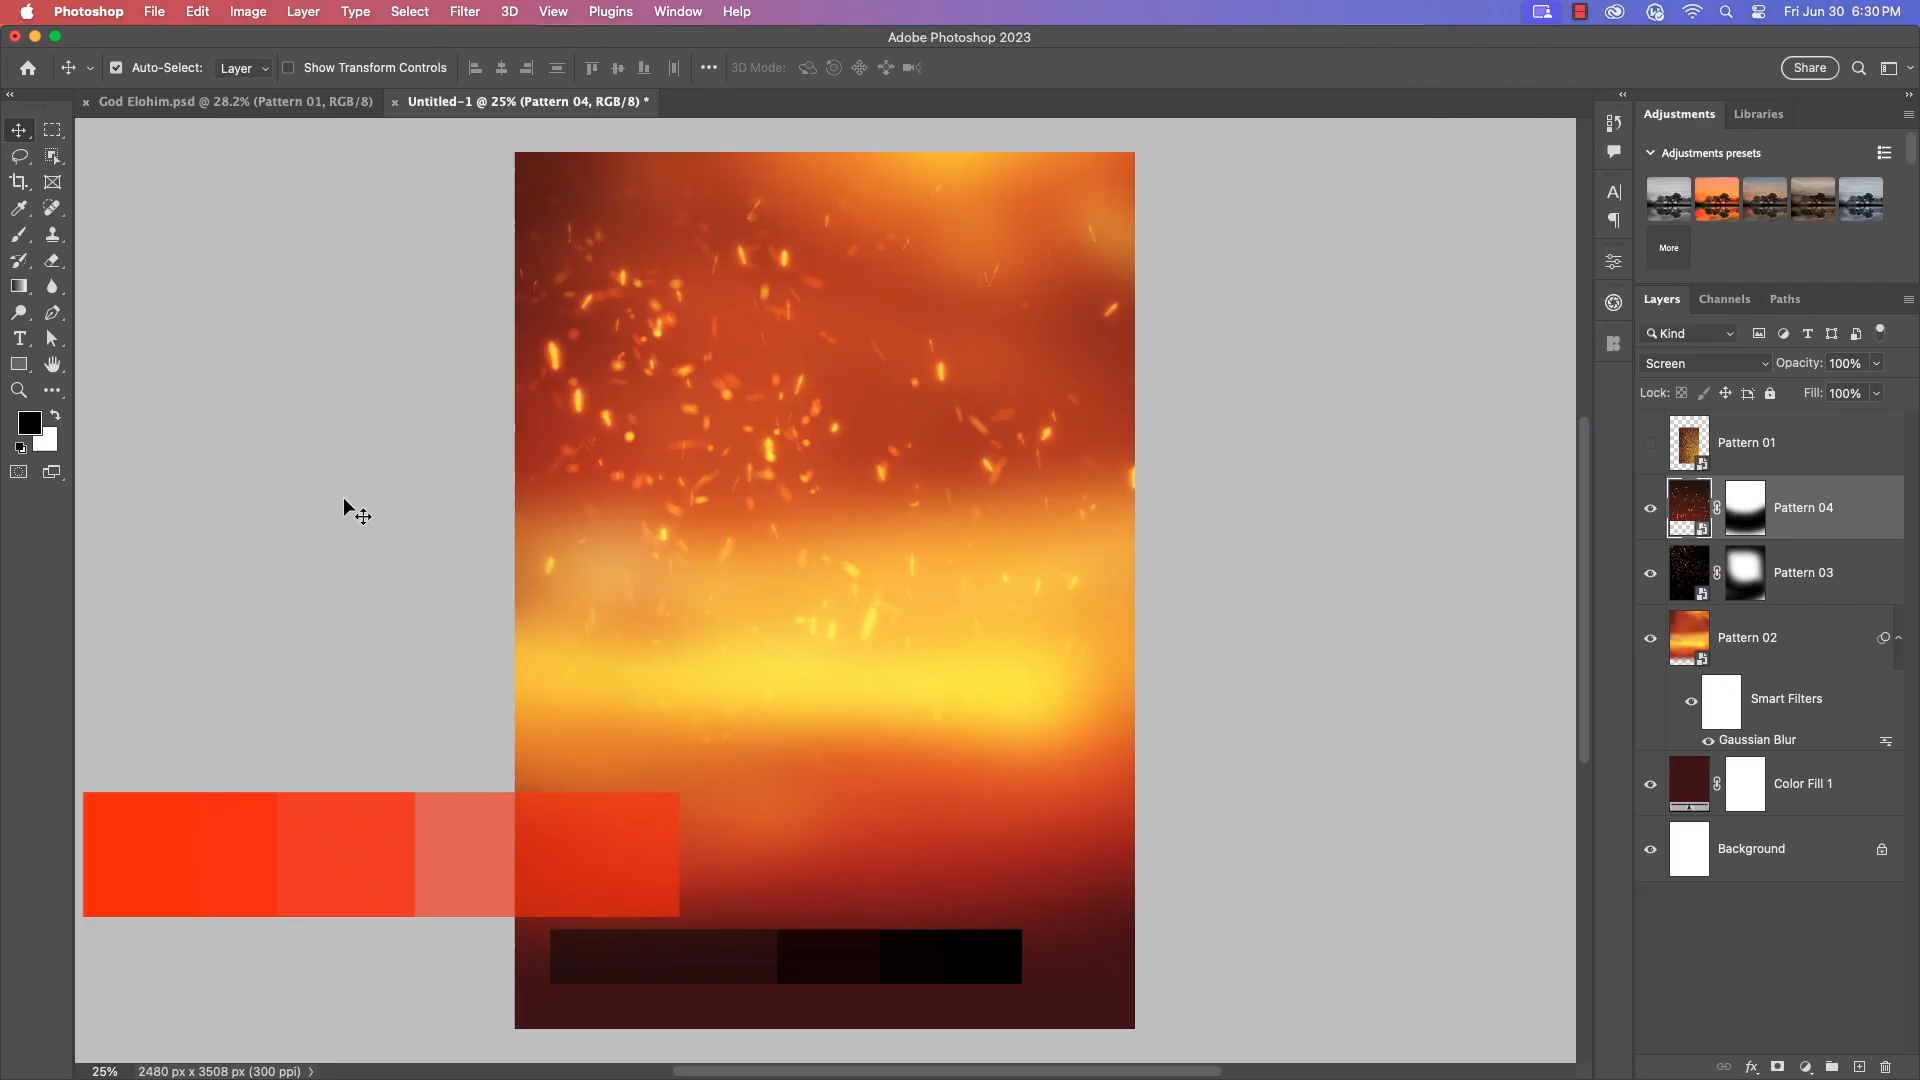 Photoshop File Edit Image Layer Type Select Filter 3D View Plugins Window Help Fri Jun 30 6:30 PM
Adobe Photoshop 2023
Auto-Select: Layer Show Transform Controls 3D Mode: Share
God Elohim.psd @ 28.2% (Pattern 01, RGB/8) Untitled-1 @ 25% (Pattern 04, RGB/8) *
Adjustments Libraries
Adjustments presets
More
Layers Channels Paths
Kind
Screen Opacity: 100%
Lock: Fill: 100%
Pattern 01
Pattern 04
Pattern 03
Pattern 02
Smart Filters
Gaussian Blur
Color Fill 1
Background
25% 2480 px x 3508 px (300 ppi)